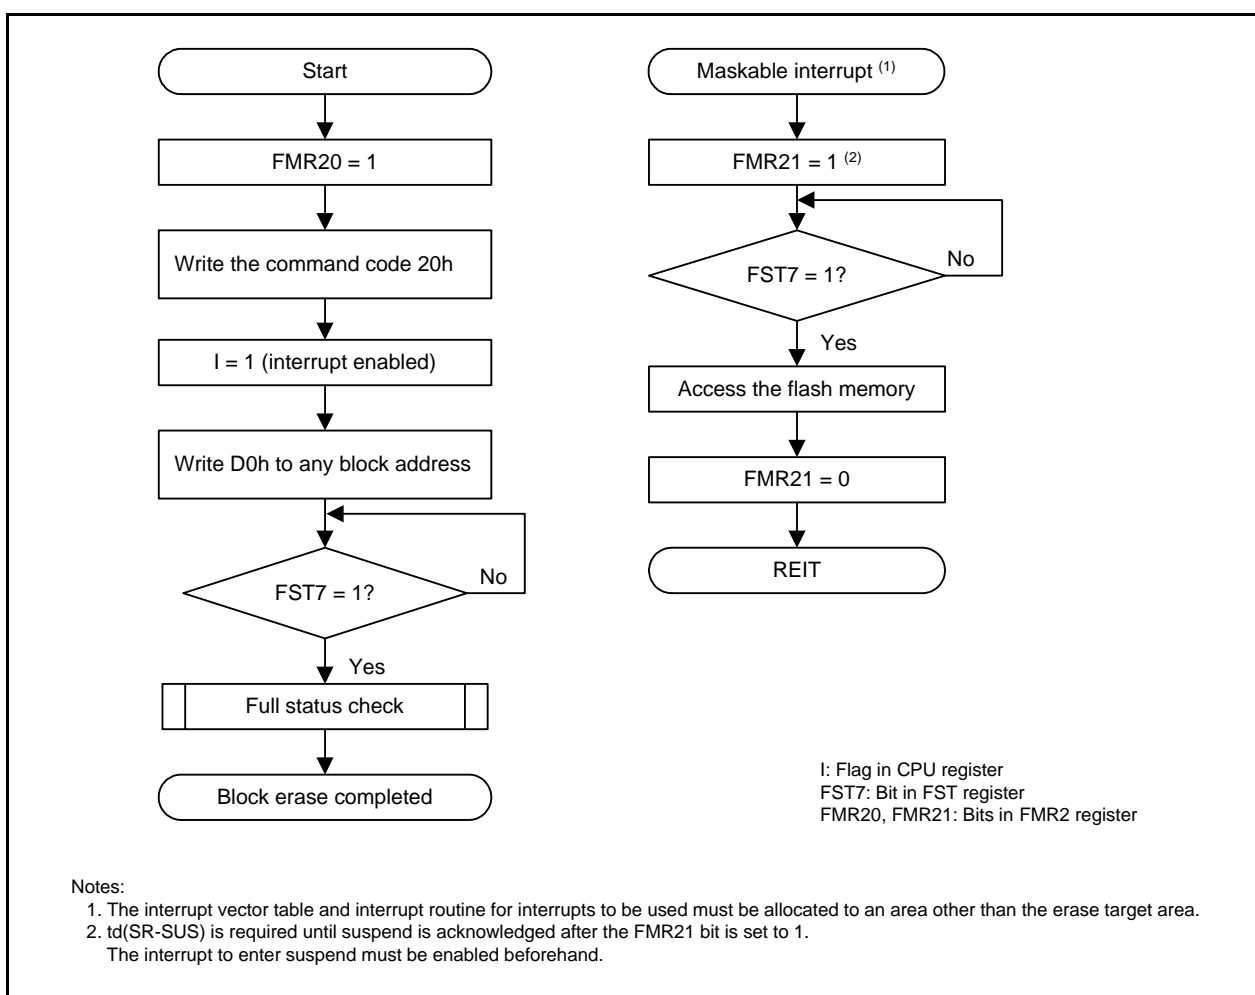 Start
FMR20 = 1
Write the command code 20h
I = 1 (interrupt enabled)
Write D0h to any block address
FST7 = 1?
No
Yes
Full status check
Block erase completed
Maskable interrupt (1)
FMR21 = 1 (2)
FST7 = 1?
No
Yes
Access the flash memory
FMR21 = 0
REIT
I: Flag in CPU register
FST7: Bit in FST register
FMR20, FMR21: Bits in FMR2 register
Notes:
1. The interrupt vector table and interrupt routine for interrupts to be used must be allocated to an area other than the erase target area.
2. td(SR-SUS) is required until suspend is acknowledged after the FMR21 bit is set to 1.
The interrupt to enter suspend must be enabled beforehand.